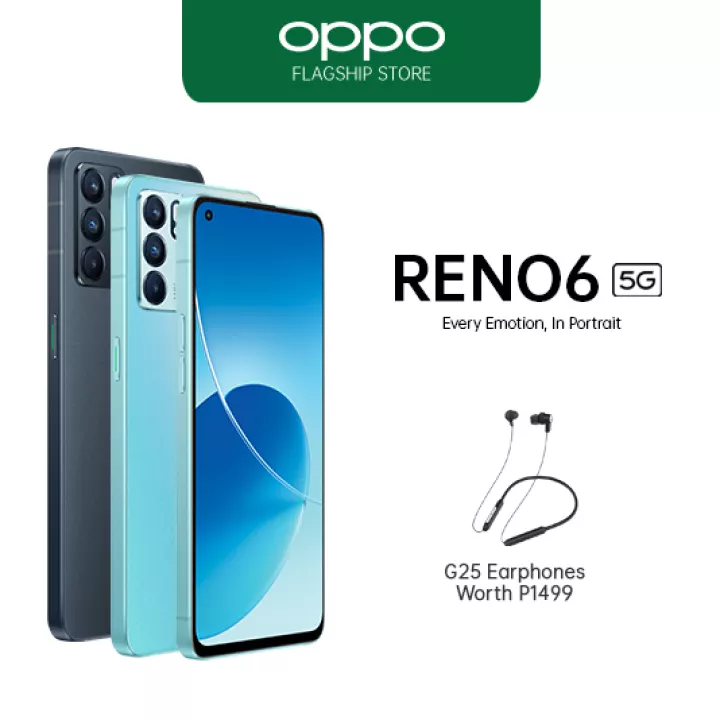 oppo
FLAGSHIP STORE
RENO6 5G
Every Emotion, In Portrait
G25 Earphones
Worth P1499